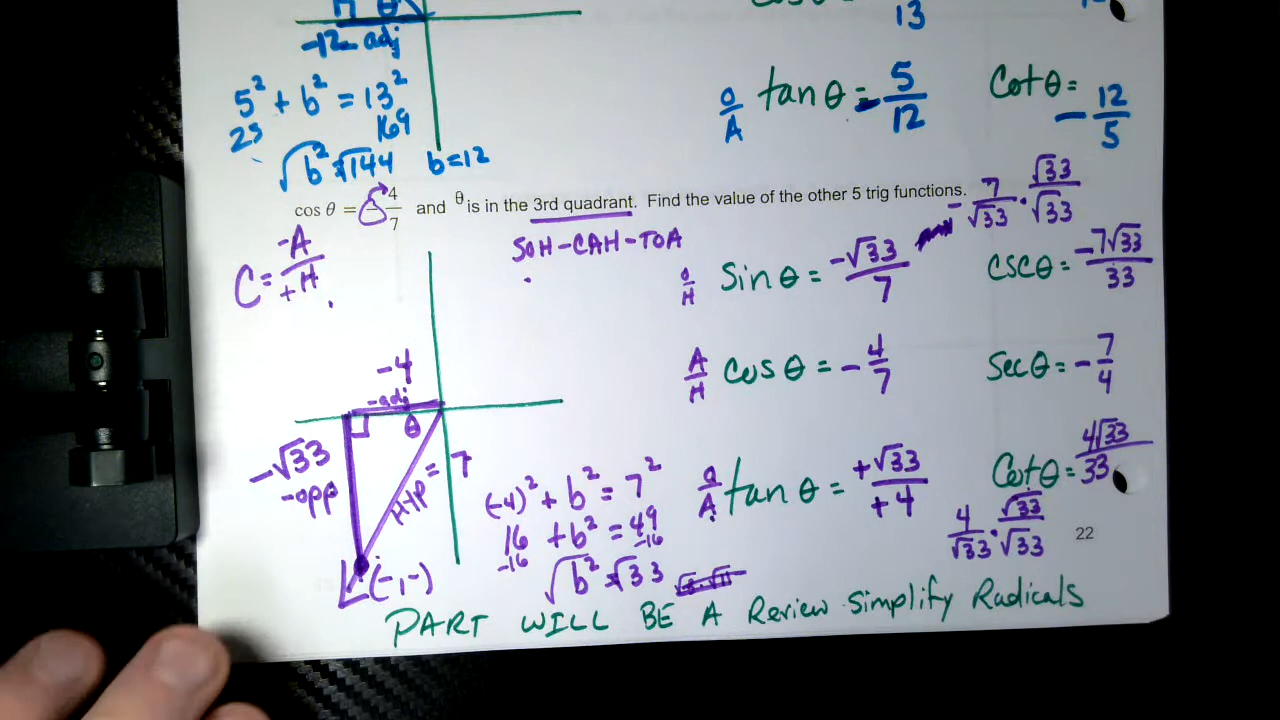 -12 adj
13
5² + b² = 13²
25 169
√b² = √144 b = 12
O/A tan θ = -5/12
cot θ = -12/5
cos θ = -4/7 and θ is in the 3rd quadrant. Find the value of the other 5 trig functions.
C = -A/+H
SOH-CAH-TOA
-7/√33 · √33/√33
O/H Sin θ = -√33/7
CSC θ = -7√33/33
A/H Cos θ = -4/7
Sec θ = -7/4
-4
-adj
θ
-√33
-opp
HYP = 7
(-,-)
(-4)² + b² = 7²
16 + b² = 49
-16 -16
√b² = √33
O/A tan θ = +√33/+4
Cot θ = 4√33/33
4/√33 · √33/√33
22
PART WILL BE A Review Simplify Radicals